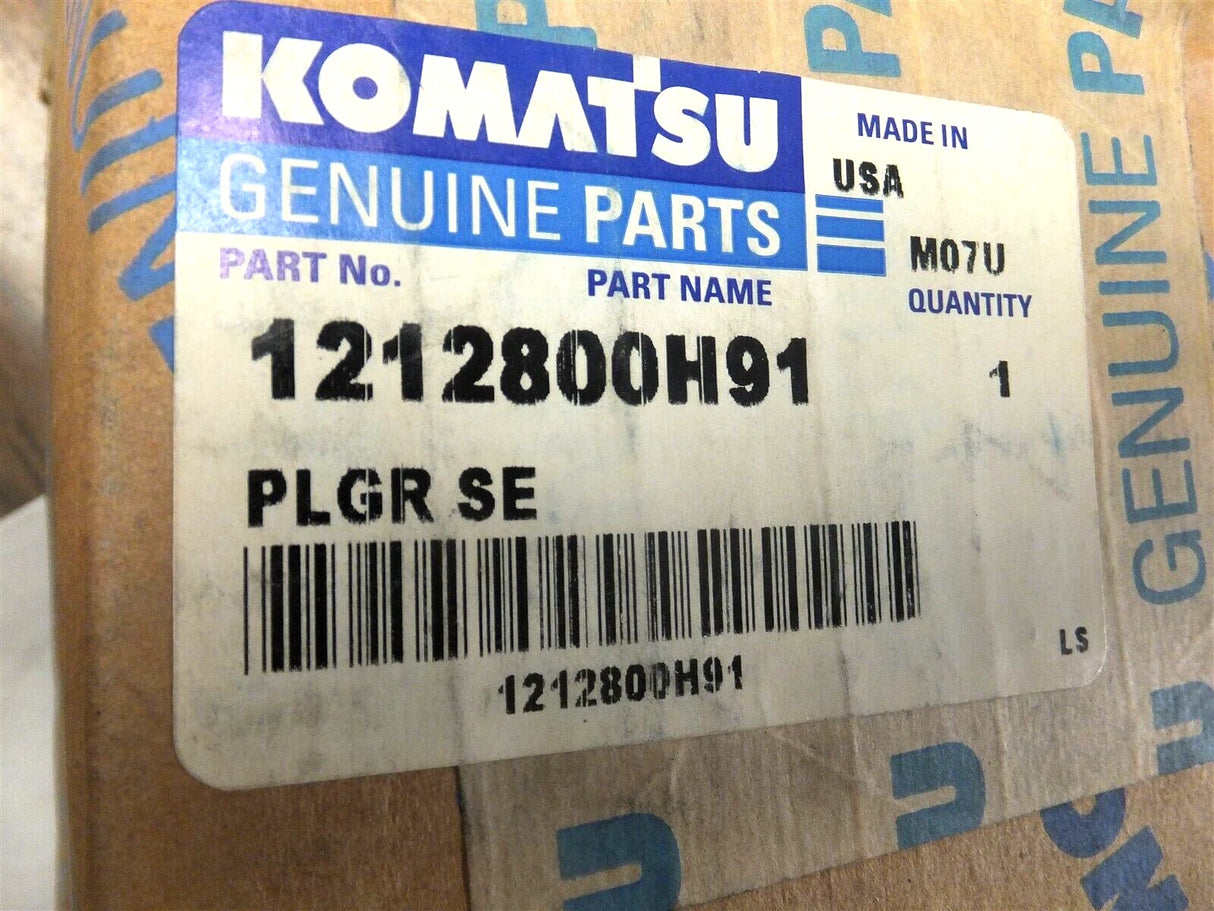 KOMATSU
GENUINE PARTS
MADE IN
USA
M07U
PART No.
PART NAME
QUANTITY
1212800H91
1
PLGR SE
1212800H91
LS
GENUINE PA